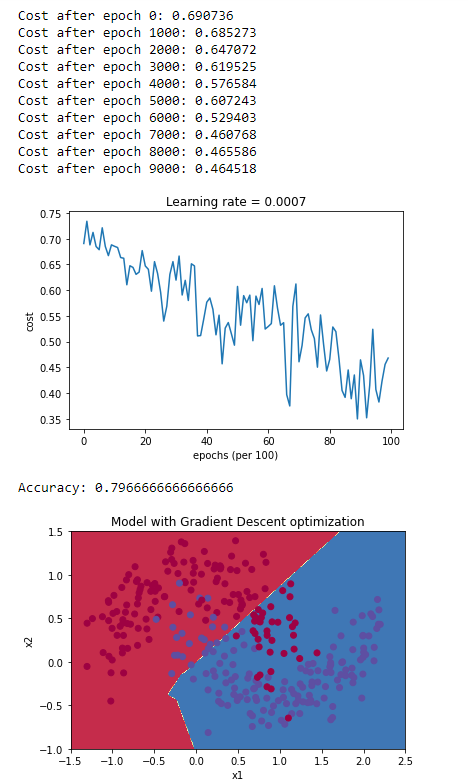 Cost after epoch 0: 0.690736
Cost after epoch 1000: 0.685273
Cost after epoch 2000: 0.647072
Cost after epoch 3000: 0.619525
Cost after epoch 4000: 0.576584
Cost after epoch 5000: 0.607243
Cost after epoch 6000: 0.529403
Cost after epoch 7000: 0.460768
Cost after epoch 8000: 0.465586
Cost after epoch 9000: 0.464518
Learning rate = 0.0007
0.75
0.70
0.65
0.60
0.55
0.50
0.45
0.40
0.35
cost
0 20 40 60 80 100
epochs (per 100)
Accuracy: 0.7966666666666666
Model with Gradient Descent optimization
1.5
1.0
0.5
0.0
−0.5
−1.0
x2
−1.5 −1.0 −0.5 0.0 0.5 1.0 1.5 2.0 2.5
x1